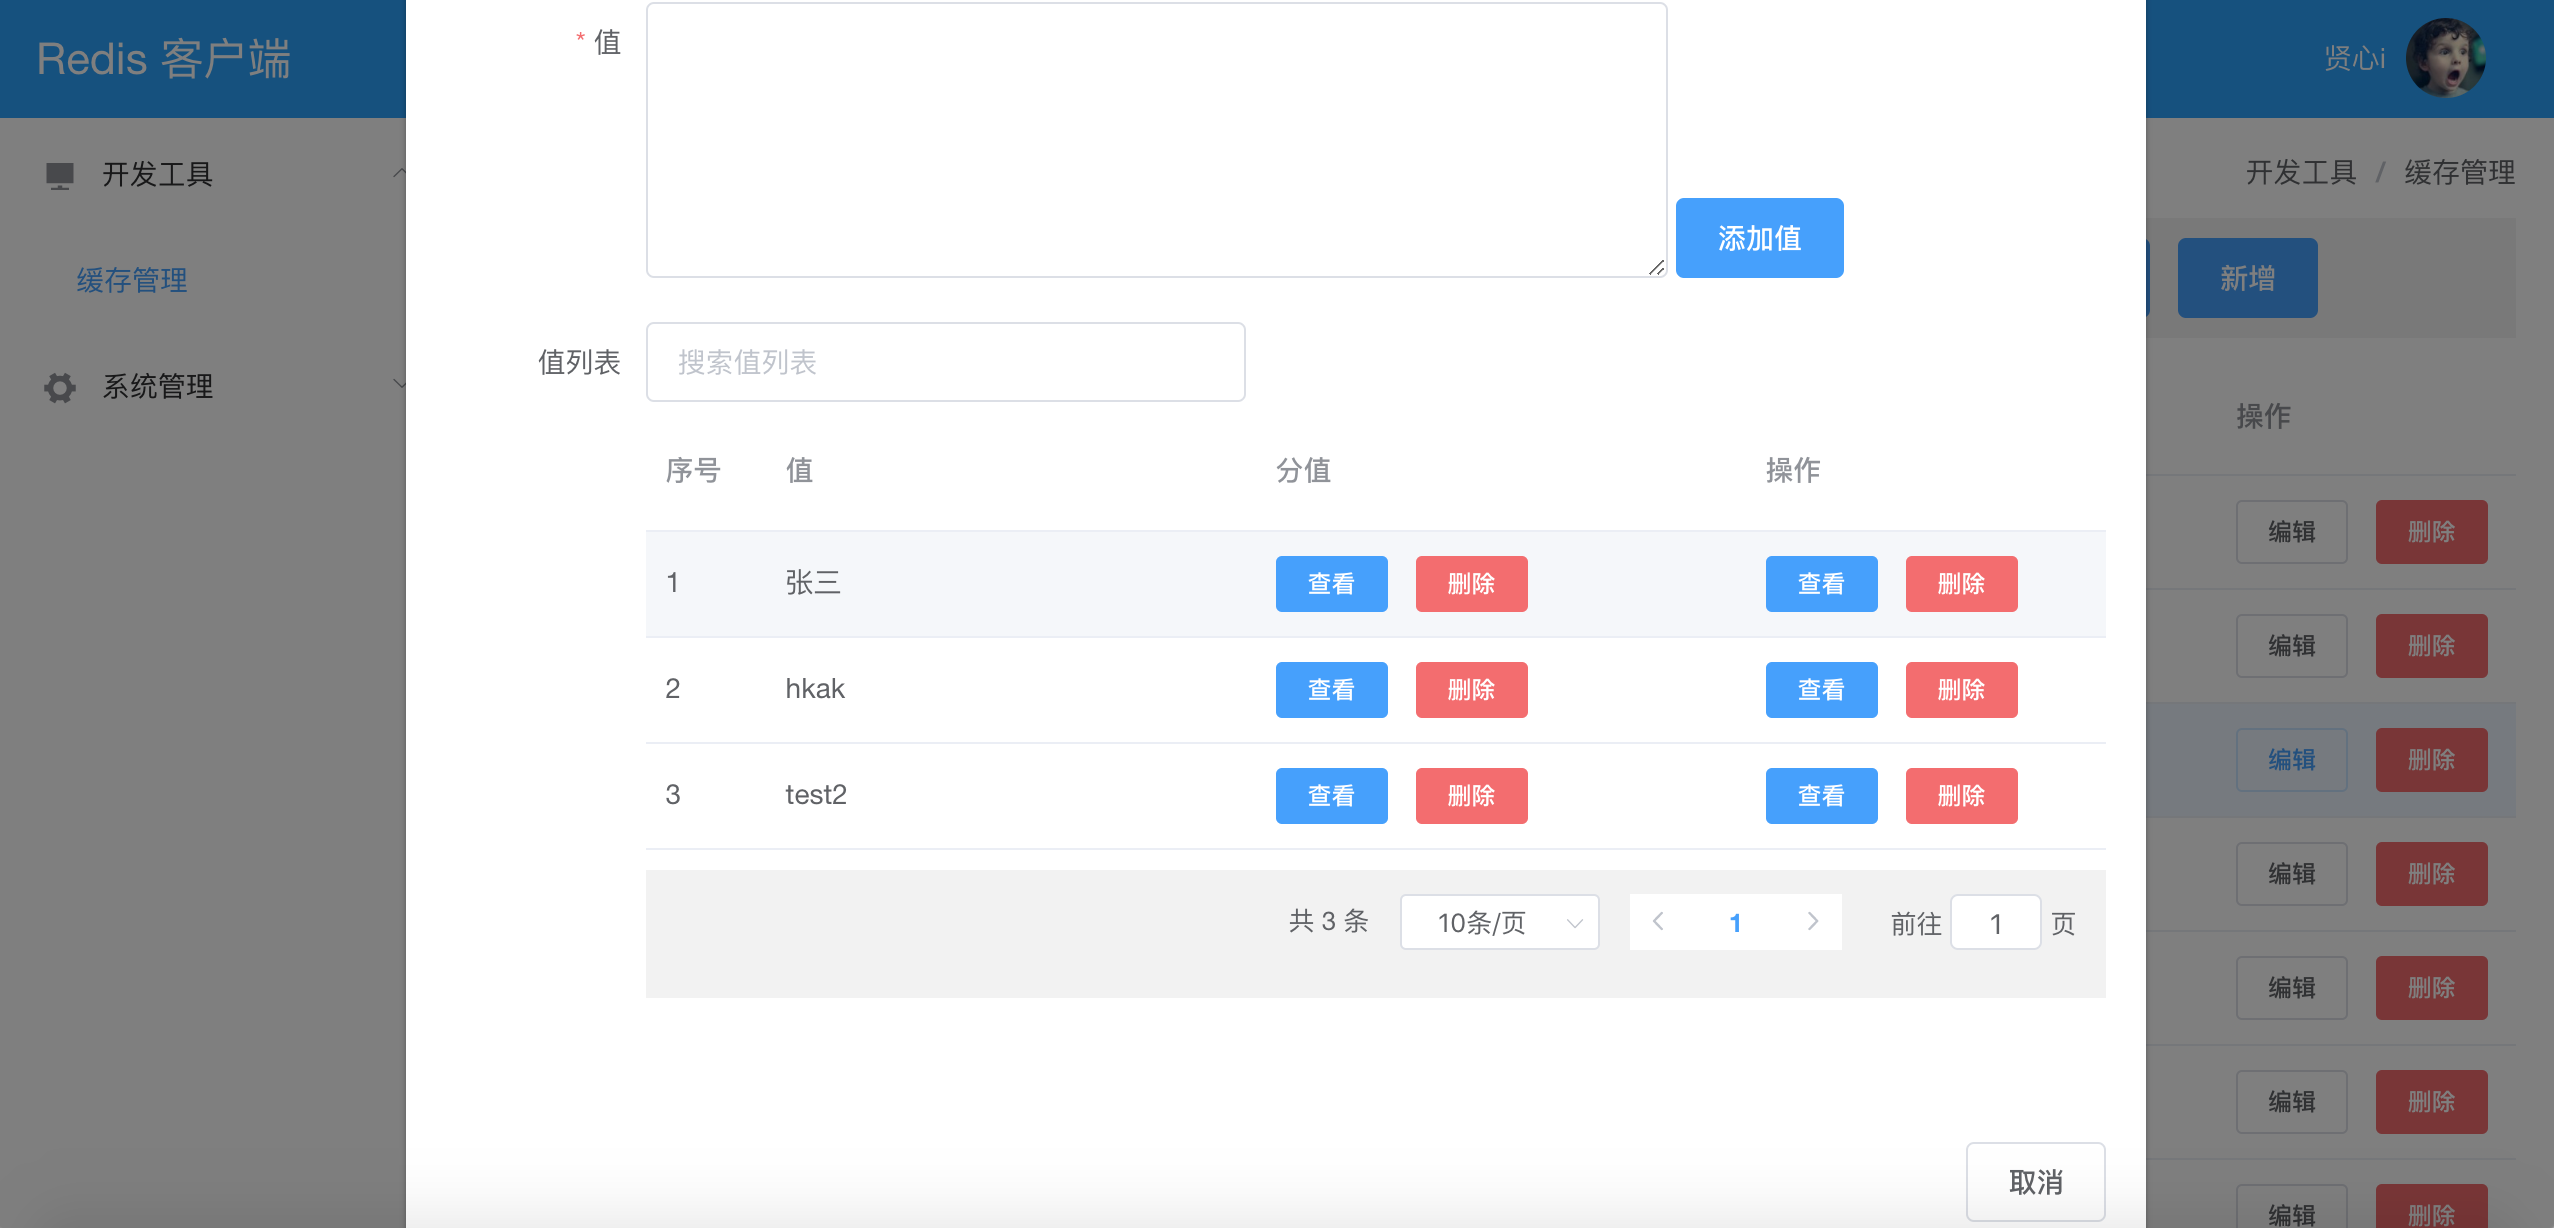 Redis 客户端
贤心i
开发工具
缓存管理
系统管理
开发工具 / 缓存管理
新增
操作
编辑 删除
编辑 删除
编辑 删除
编辑 删除
编辑 删除
编辑 删除
编辑 删除
* 值
添加值
值列表 搜索值列表
序号 值 分值 操作
1 张三 查看 删除 查看 删除
2 hkak 查看 删除 查看 删除
3 test2 查看 删除 查看 删除
共 3 条 10条/页 1 前往 1 页
取消